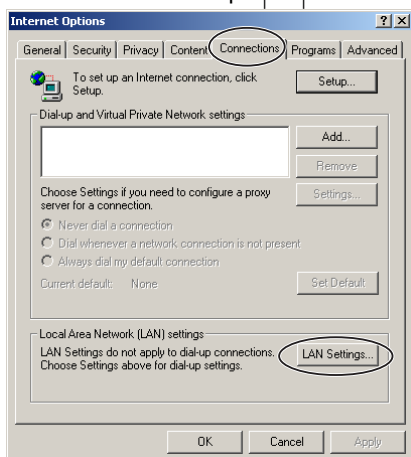 Internet Options
General Security Privacy Content Connections Programs Advanced
To set up an Internet connection, click
Setup.
Setup...
Dial-up and Virtual Private Network settings
Add...
Remove
Choose Settings if you need to configure a proxy
server for a connection.
Settings...
Never dial a connection
Dial whenever a network connection is not present
Always dial my default connection
Current default: None
Set Default
Local Area Network (LAN) settings
LAN Settings do not apply to dial-up connections.
Choose Settings above for dial-up settings.
LAN Settings...
OK Cancel Apply